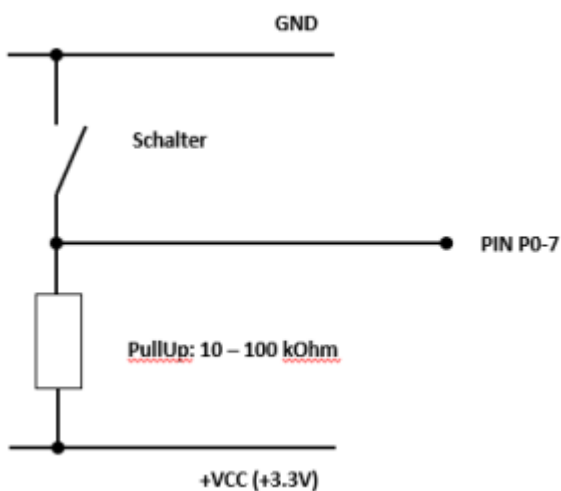 GND
Schalter
PIN P0-7
PullUp: 10 – 100 kOhm
+VCC (+3.3V)